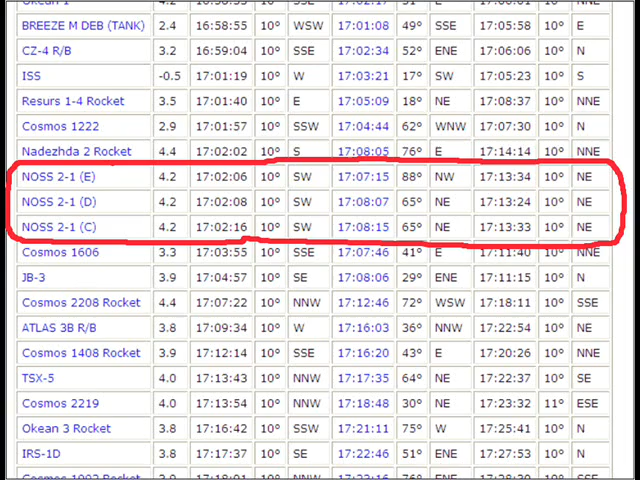 BREEZE M DEB (TANK) 2.4 16:58:55 10° WSW 17:01:08 49° SSE 17:05:58 10° E
CZ-4 R/B 3.2 16:59:04 10° SSE 17:02:34 52° ENE 17:06:06 10° N
ISS -0.5 17:01:19 10° W 17:03:21 17° SW 17:05:23 10° S
Resurs 1-4 Rocket 3.5 17:01:40 10° E 17:05:09 18° NE 17:08:37 10° NNE
Cosmos 1222 2.9 17:01:57 10° SSW 17:04:44 62° WNW 17:07:30 10° N
Nadezhda 2 Rocket 4.4 17:02:02 10° S 17:08:05 76° E 17:14:14 10° NNE
NOSS 2-1 (E) 4.2 17:02:06 10° SW 17:07:15 88° NW 17:13:34 10° NE
NOSS 2-1 (D) 4.2 17:02:08 10° SW 17:08:07 65° NE 17:13:24 10° NE
NOSS 2-1 (C) 4.2 17:02:16 10° SW 17:08:15 65° NE 17:13:33 10° NE
Cosmos 1606 3.3 17:03:55 10° SSE 17:07:46 41° E 17:11:40 10° NNE
JB-3 3.9 17:04:57 10° SE 17:08:06 29° ENE 17:11:15 10° N
Cosmos 2208 Rocket 4.4 17:07:22 10° NNW 17:12:46 72° WSW 17:18:11 10° SSE
ATLAS 3B R/B 3.8 17:09:34 10° W 17:16:03 36° NNW 17:22:54 10° NE
Cosmos 1408 Rocket 3.9 17:12:14 10° SSE 17:16:20 43° E 17:20:26 10° NNE
TSX-5 4.0 17:13:43 10° NNW 17:17:35 64° NE 17:22:37 10° SE
Cosmos 2219 4.0 17:13:54 10° NNW 17:18:48 30° NE 17:23:32 11° ESE
Okean 3 Rocket 3.8 17:16:42 10° SSW 17:21:11 75° W 17:25:41 10° N
IRS-1D 3.8 17:17:37 10° SE 17:22:46 51° ENE 17:27:53 10° N